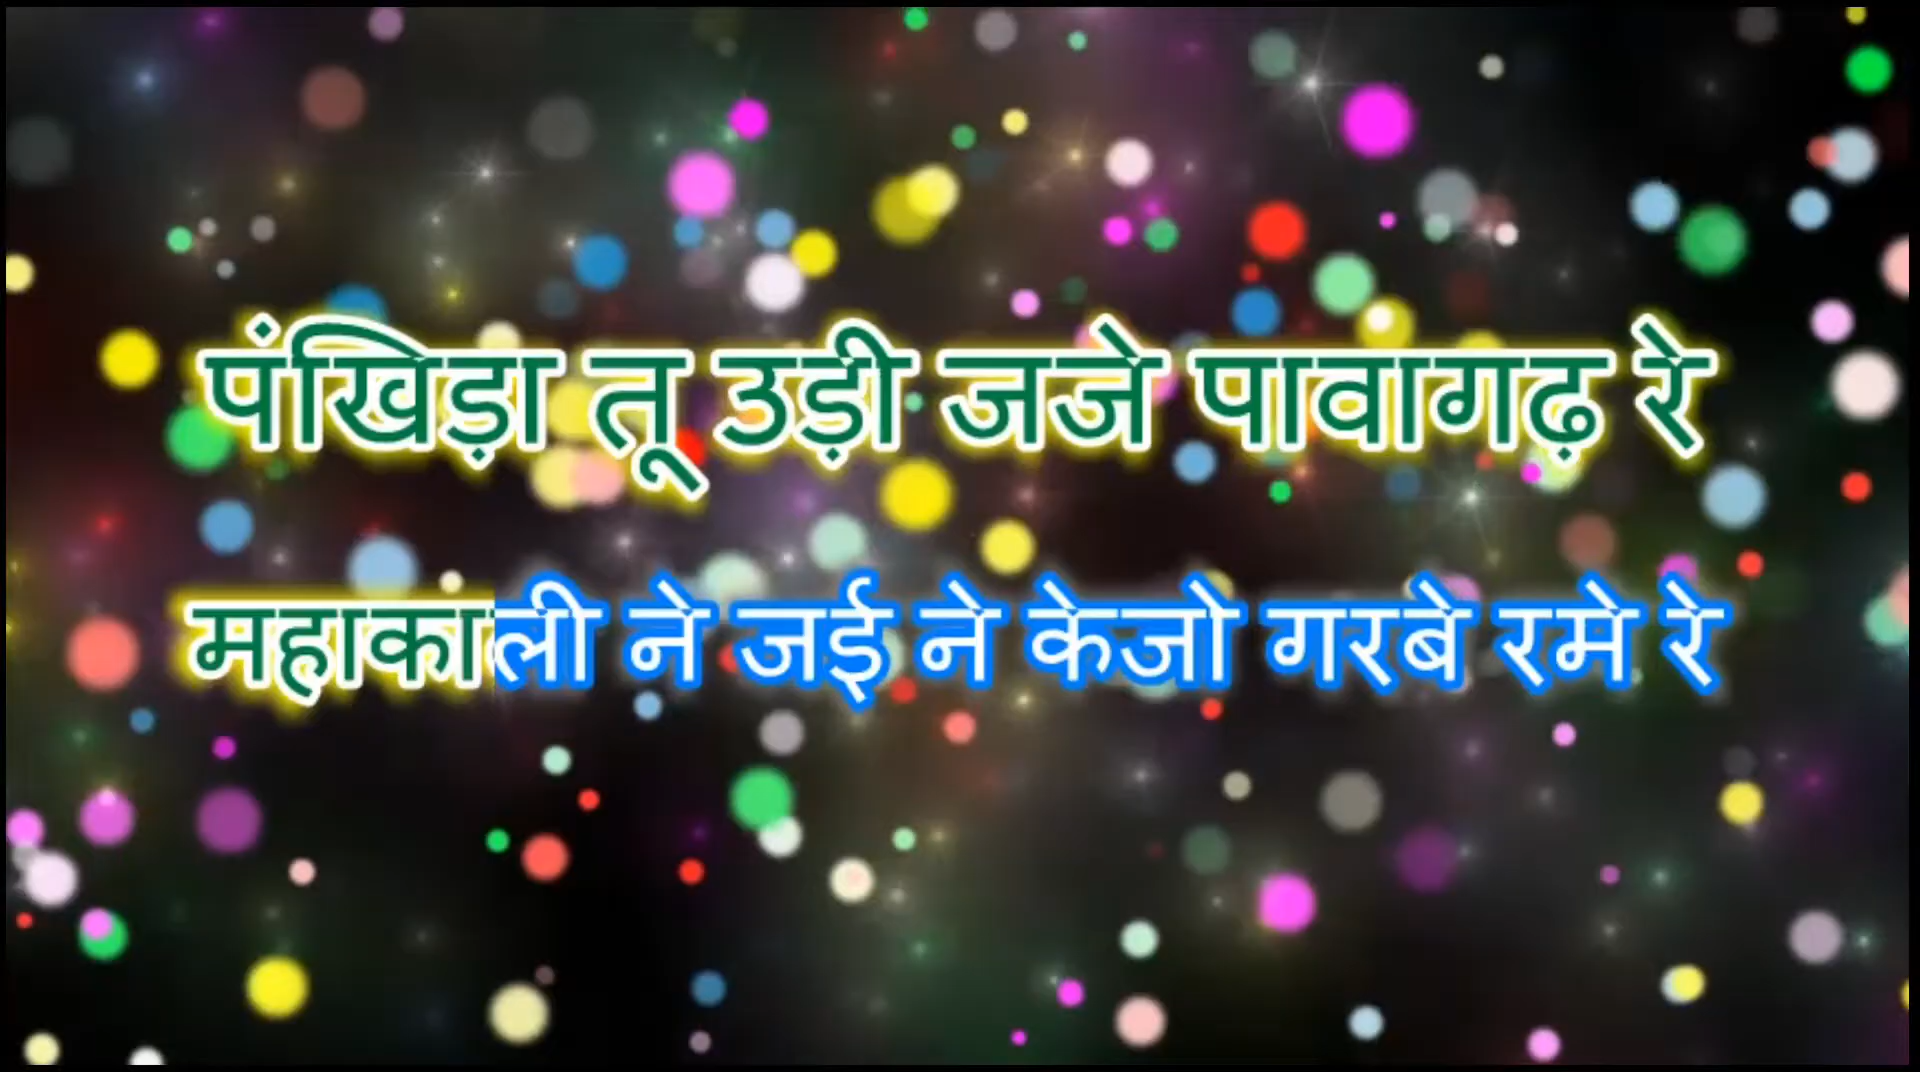 पंखिड़ा तू उड़ी जजे पावागढ़ रे
महाकाली ने जई ने केजो गरबे रमे रे